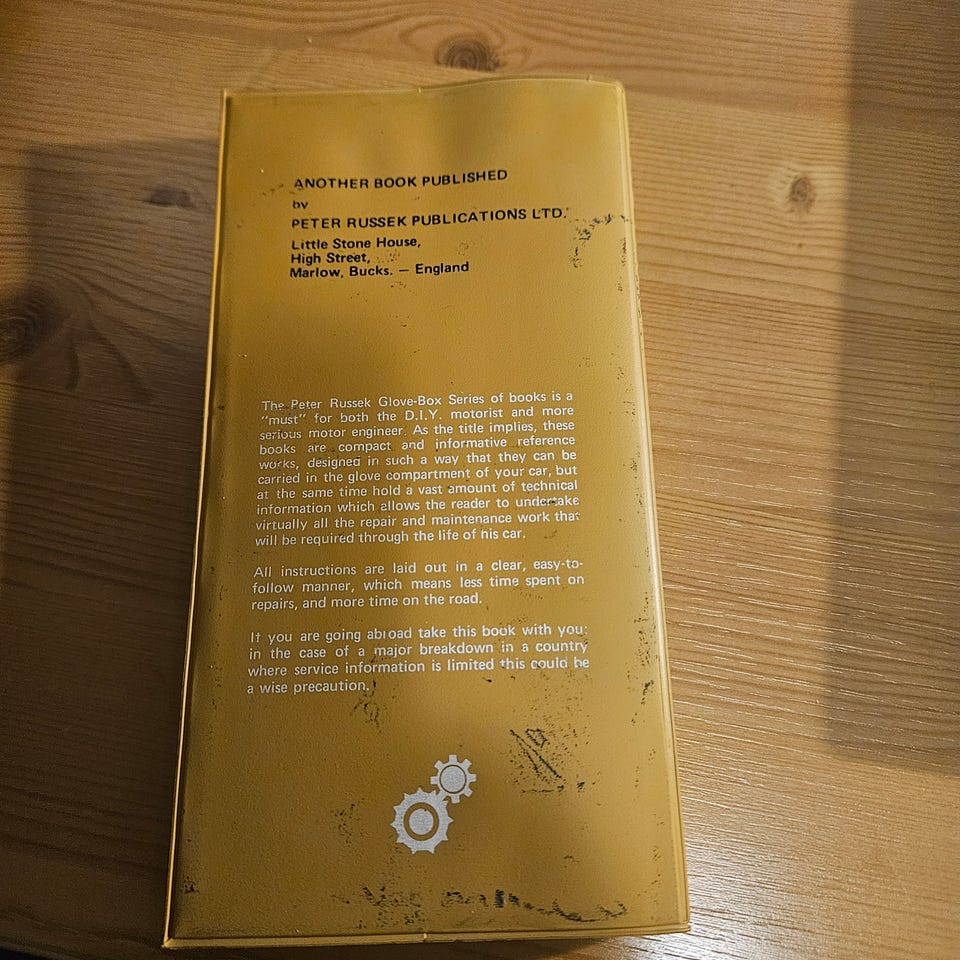 ANOTHER BOOK PUBLISHED
by
PETER RUSSEK PUBLICATIONS LTD.
Little Stone House,
High Street,
Marlow, Bucks. — England
The Peter Russek Glove-Box Series of books is a
"must" for both the D.I.Y. motorist and more
serious motor engineer. As the title implies, these
books are compact and informative reference
works, designed in such a way that they can be
carried in the glove compartment of your car, but
at the same time hold a vast amount of technical
information which allows the reader to undertake
virtually all the repair and maintenance work that
will be required through the life of his car.
All instructions are laid out in a clear, easy-to-
follow manner, which means less time spent on
repairs, and more time on the road.
If you are going abroad take this book with you;
in the case of a major breakdown in a country
where service information is limited this could be
a wise precaution.